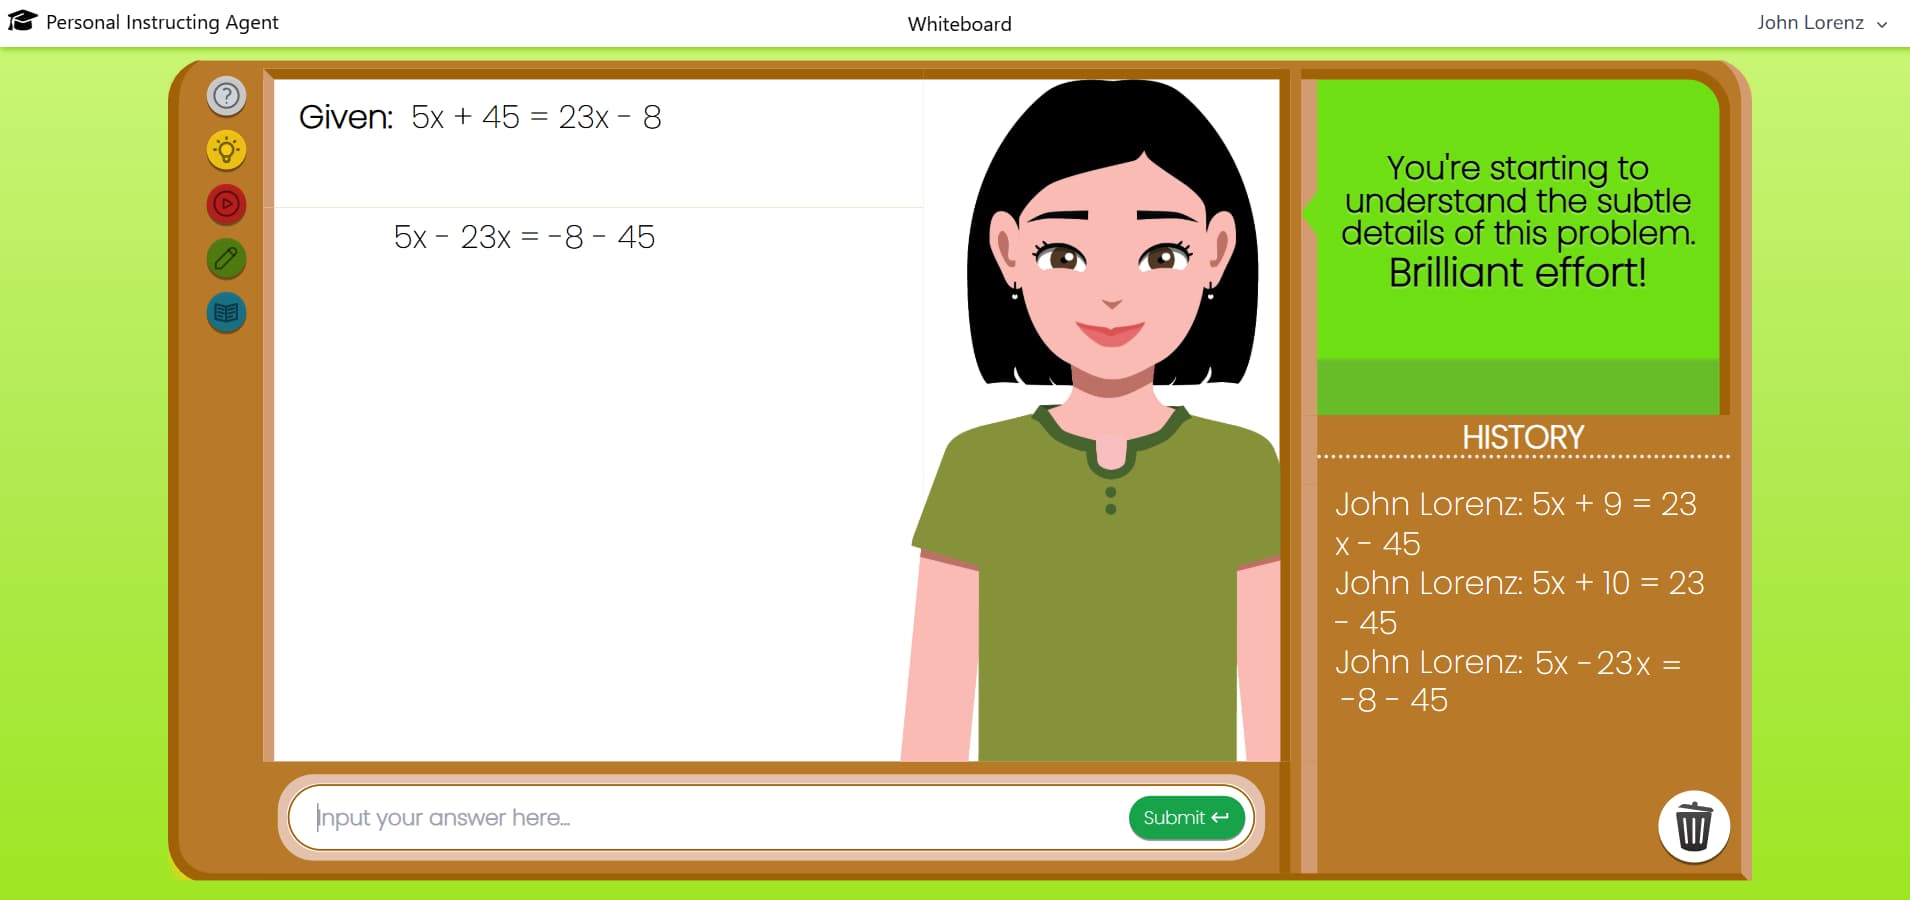 Personal Instructing Agent
Whiteboard
John Lorenz
Given: 5x + 45 = 23x - 8
5x - 23x = -8 - 45
You're starting to
understand the subtle
details of this problem.
Brilliant effort!
HISTORY
John Lorenz: 5x + 9 = 23
x - 45
John Lorenz: 5x + 10 = 23
- 45
John Lorenz: 5x - 23x =
-8 - 45
Input your answer here...
Submit